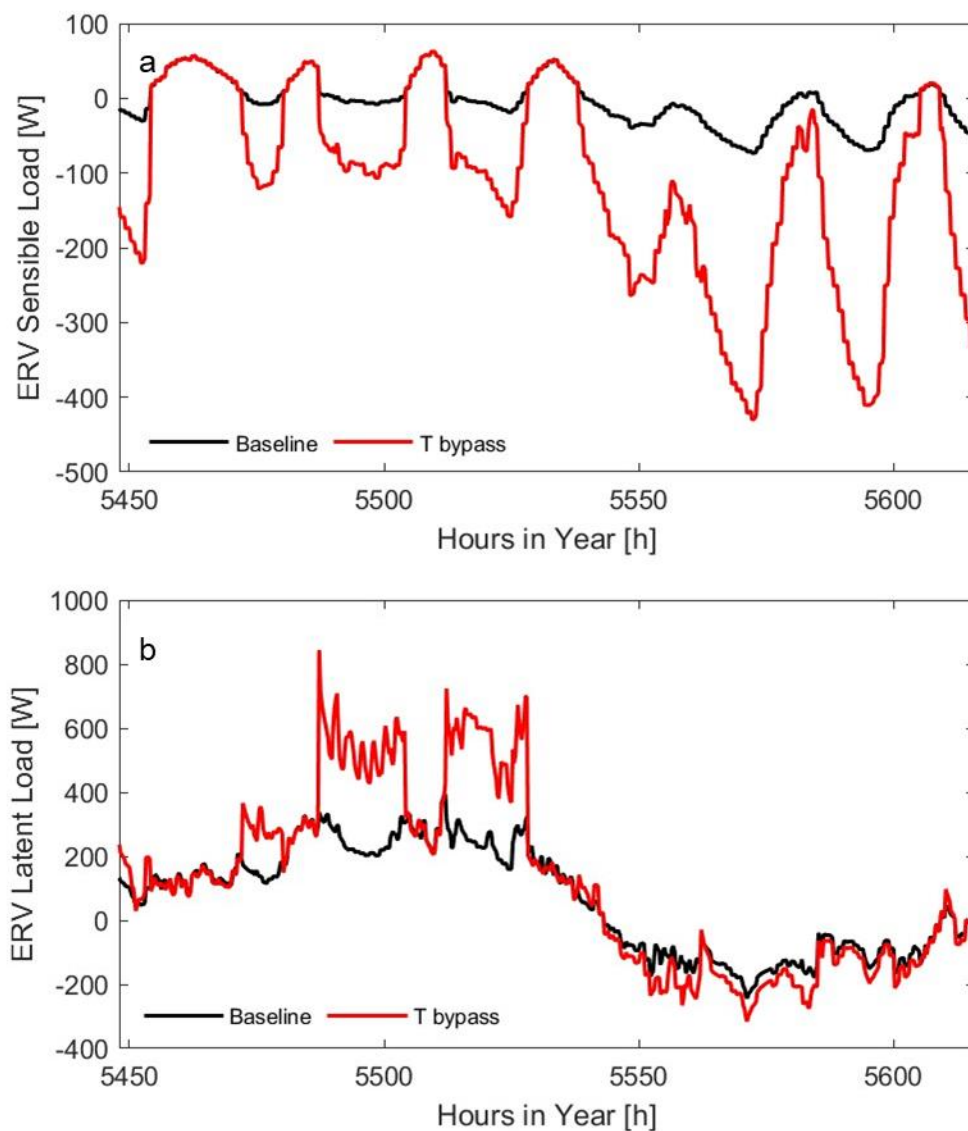 100
a
0
-100
-200
-300
-400
-500
ERV Sensible Load [W]
Baseline T bypass
5450 5500 5550 5600
Hours in Year [h]
1000
b
800
600
400
200
0
-200
-400
ERV Latent Load [W]
Baseline T bypass
5450 5500 5550 5600
Hours in Year [h]